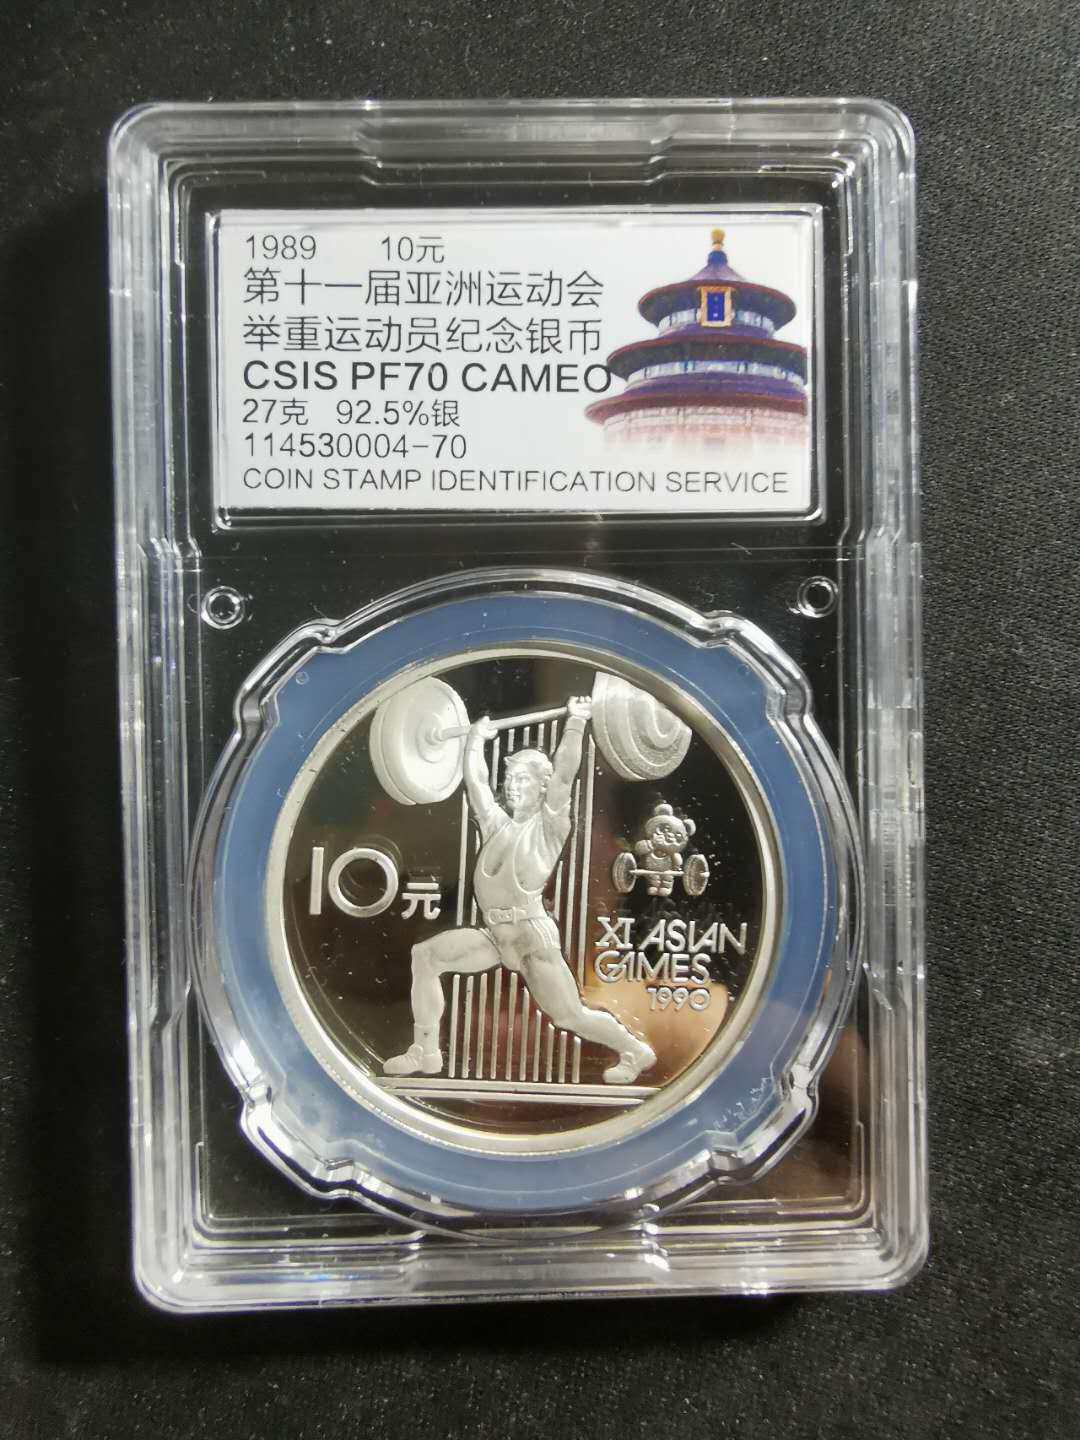 1989 10元
第十一届亚洲运动会
举重运动员纪念银币
CSIS PF70 CAMEO
27克 92.5%银
114530004-70
COIN STAMP IDENTIFICATION SERVICE
10元
XI ASIAN
GAMES
1990